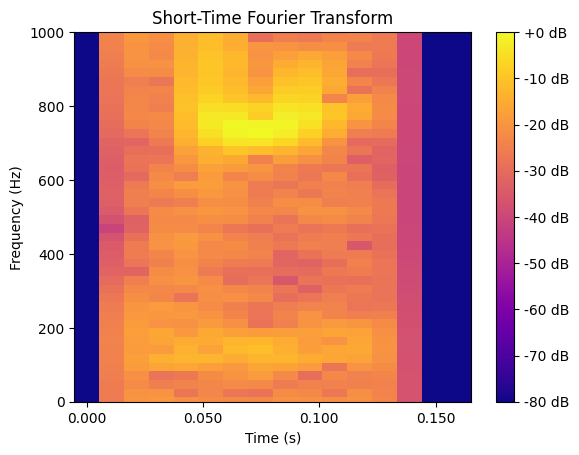 Short-Time Fourier Transform
1000
800
600
400
200
0
Frequency (Hz)
0.000
0.050
0.100
0.150
Time (s)
+0 dB
-10 dB
-20 dB
-30 dB
-40 dB
-50 dB
-60 dB
-70 dB
-80 dB